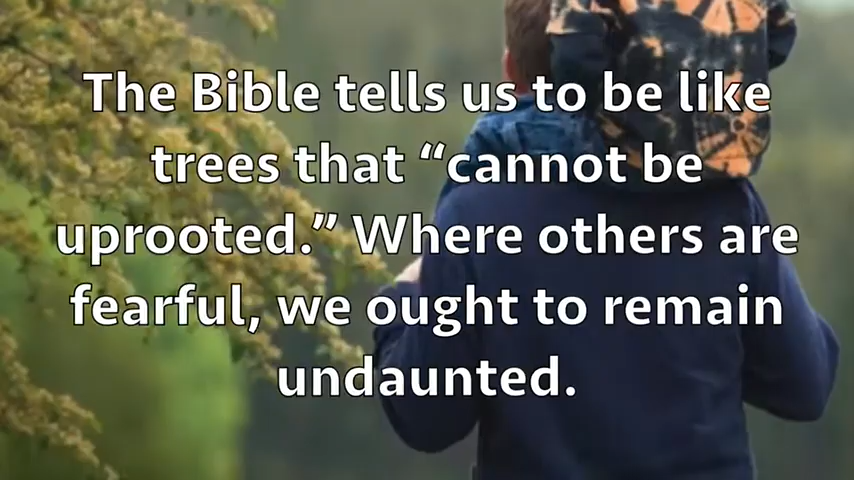 The Bible tells us to be like
trees that “cannot be
uprooted.” Where others are
fearful, we ought to remain
undaunted.